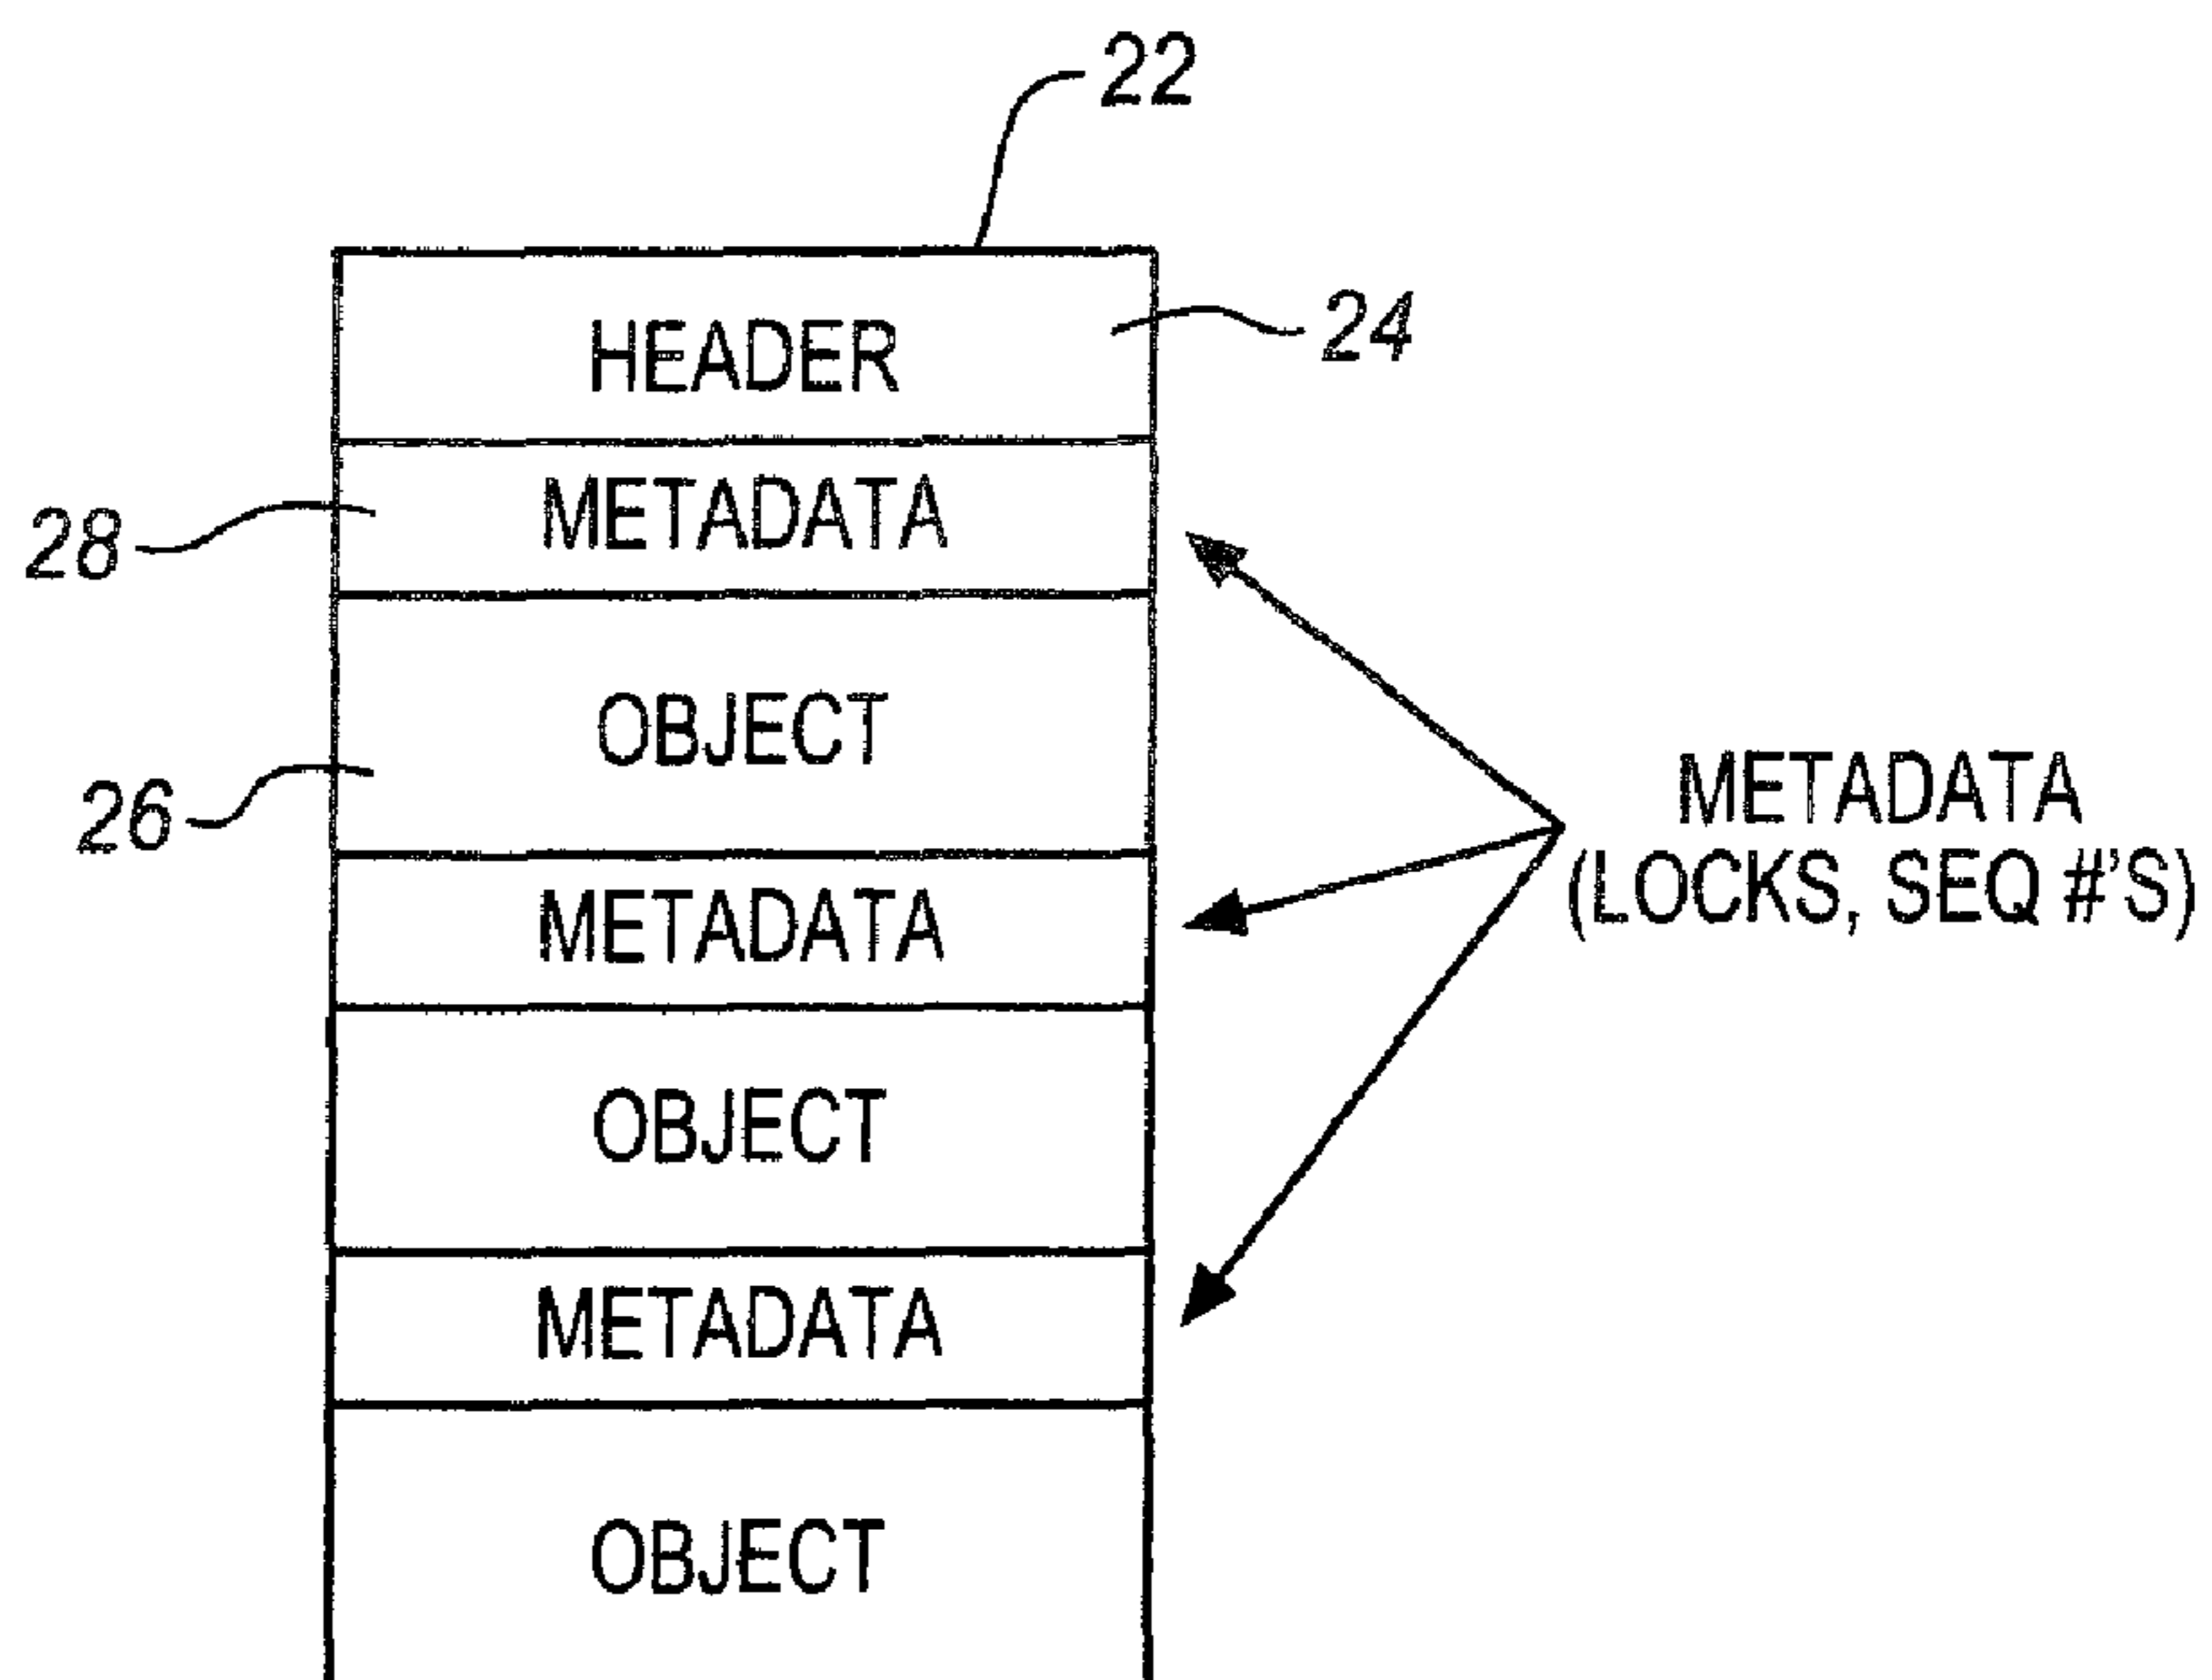 22
HEADER
24
METADATA
28
OBJECT
26
METADATA
(LOCKS, SEQ #'S)
METADATA
OBJECT
METADATA
OBJECT